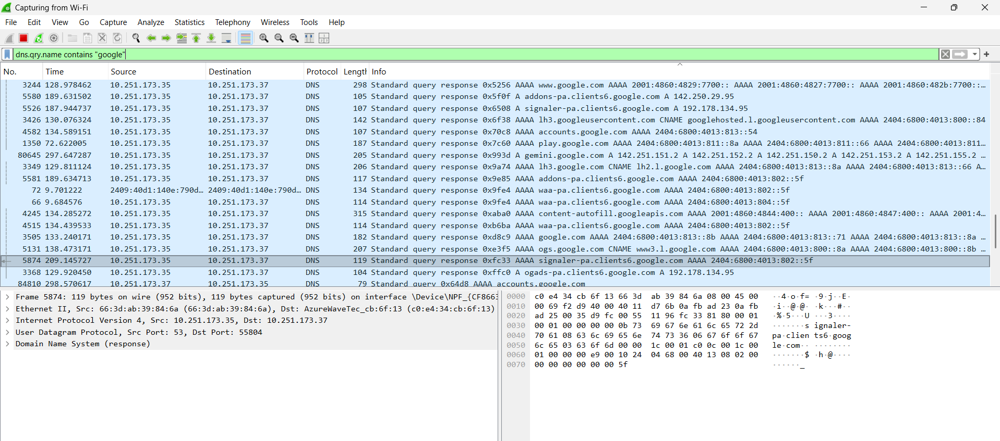 Capturing from Wi-Fi
File Edit View Go Capture Analyze Statistics Telephony Wireless Tools Help
dns.qry.name contains "google"
No. Time Source Destination Protocol Length Info
3244 128.978462 10.251.173.35 10.251.173.37 DNS 298 Standard query response 0x5256 AAAA www.google.com AAAA 2001:4860:4829:7700:: AAAA 2001:4860:4827:7700:: AAAA 2001:4860:482b:7700::…
5580 189.631502 10.251.173.35 10.251.173.37 DNS 105 Standard query response 0x5f0f A addons-pa.clients6.google.com A 142.250.29.95
5526 187.944737 10.251.173.35 10.251.173.37 DNS 107 Standard query response 0x6508 A signaler-pa.clients6.google.com A 192.178.134.95
3426 130.076324 10.251.173.35 10.251.173.37 DNS 142 Standard query response 0x6f38 AAAA lh3.googleusercontent.com CNAME googlehosted.l.googleusercontent.com AAAA 2404:6800:4013:800::84
4582 134.589151 10.251.173.35 10.251.173.37 DNS 107 Standard query response 0x70c8 AAAA accounts.google.com AAAA 2404:6800:4013:813::54
1350 72.622005 10.251.173.35 10.251.173.37 DNS 187 Standard query response 0x7c60 AAAA play.google.com AAAA 2404:6800:4013:811::8a AAAA 2404:6800:4013:811::66 AAAA 2404:6800:4013:811…
80645 297.647287 10.251.173.35 10.251.173.37 DNS 205 Standard query response 0x993d A gemini.google.com A 142.251.151.2 A 142.251.152.2 A 142.251.150.2 A 142.251.153.2 A 142.251.155.2 …
3349 129.811124 10.251.173.35 10.251.173.37 DNS 206 Standard query response 0x9a74 AAAA lh3.google.com CNAME lh2.l.google.com AAAA 2404:6800:4013:813::8a AAAA 2404:6800:4013:813::66 A…
5581 189.634713 10.251.173.35 10.251.173.37 DNS 117 Standard query response 0x9e85 AAAA addons-pa.clients6.google.com AAAA 2404:6800:4013:802::5f
72 9.701222 2409:40d1:140e:790d… 2409:40d1:140e:790d… DNS 134 Standard query response 0x9fe4 AAAA waa-pa.clients6.google.com AAAA 2404:6800:4013:802::5f
66 9.684576 10.251.173.35 10.251.173.37 DNS 114 Standard query response 0x9fe4 AAAA waa-pa.clients6.google.com AAAA 2404:6800:4013:804::5f
4245 134.285272 10.251.173.35 10.251.173.37 DNS 315 Standard query response 0xaba0 AAAA content-autofill.googleapis.com AAAA 2001:4860:4844:400:: AAAA 2001:4860:4847:400:: AAAA 2001:4…
4515 134.439533 10.251.173.35 10.251.173.37 DNS 114 Standard query response 0xb6ba AAAA waa-pa.clients6.google.com AAAA 2404:6800:4013:802::5f
3505 133.240171 10.251.173.35 10.251.173.37 DNS 182 Standard query response 0xd8c9 AAAA google.com AAAA 2404:6800:4013:813::8b AAAA 2404:6800:4013:813::71 AAAA 2404:6800:4013:813::8a …
5131 138.473171 10.251.173.35 10.251.173.37 DNS 207 Standard query response 0xe3f5 AAAA ogs.google.com CNAME www3.l.google.com AAAA 2404:6800:4013:800::8a AAAA 2404:6800:4013:800::8b …
5874 209.145727 10.251.173.35 10.251.173.37 DNS 119 Standard query response 0xfc33 AAAA signaler-pa.clients6.google.com AAAA 2404:6800:4013:802::5f
3368 129.920450 10.251.173.35 10.251.173.37 DNS 104 Standard query response 0xffc0 A ogads-pa.clients6.google.com A 192.178.134.95
84810 298.570617 10.251.173.37 10.251.173.35 DNS 79 Standard query 0x64d8 AAAA accounts.google.com
Frame 5874: 119 bytes on wire (952 bits), 119 bytes captured (952 bits) on interface \Device\NPF_{CF866
Ethernet II, Src: 66:3d:ab:39:84:6a (66:3d:ab:39:84:6a), Dst: AzureWaveTec_cb:6f:13 (c0:e4:34:cb:6f:13)
Internet Protocol Version 4, Src: 10.251.173.35, Dst: 10.251.173.37
User Datagram Protocol, Src Port: 53, Dst Port: 55804
Domain Name System (response)
0000 c0 e4 34 cb 6f 13 66 3d ab 39 84 6a 08 00 45 00 ··4·o·f= ·9·j··E·
0010 00 69 f2 d9 40 00 40 11 d7 6b 0a fb ad 23 0a fb ·i··@·@· ·k···#··
0020 ad 25 00 35 d9 fc 00 55 11 96 fc 33 81 80 00 01 ·%·5···U ···3····
0030 00 01 00 00 00 00 0b 73 69 67 6e 61 6c 65 72 2d ·······s ignaler-
0040 70 61 08 63 6c 69 65 6e 74 73 36 06 67 6f 6f 67 pa·clien ts6·goog
0050 6c 65 03 63 6f 6d 00 00 1c 00 01 c0 0c 00 1c 00 le·com·· ········
0060 01 00 00 00 e9 00 10 24 04 68 00 40 13 08 02 00 ·······$ ·h·@····
0070 00 00 00 00 00 00 5f ······_